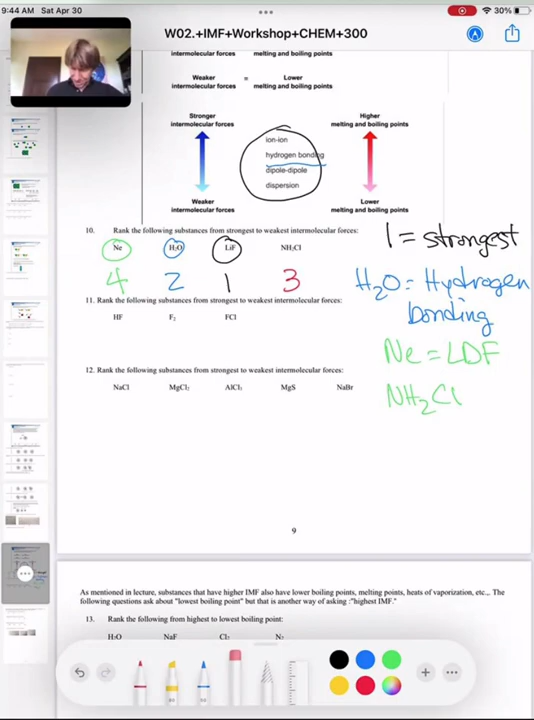 9:44 AM Sat Apr 30
30%
W02.+IMF+Workshop+CHEM+300
intermolecular forces melting and boiling points
Weaker = Lower
intermolecular forces melting and boiling points
Stronger Higher
intermolecular forces melting and boiling points
ion-ion
hydrogen bonding
dipole-dipole
dispersion
Weaker Lower
intermolecular forces melting and boiling points
10. Rank the following substances from strongest to weakest intermolecular forces:
Ne H₂O LiF NH₂Cl
4 2 1 3
1 = strongest
H₂O = Hydrogen
bonding
Ne = LDF
NH₂Cl
11. Rank the following substances from strongest to weakest intermolecular forces:
HF F₂ FCl
12. Rank the following substances from strongest to weakest intermolecular forces:
NaCl MgCl₂ AlCl₃ MgS NaBr
9
As mentioned in lecture, substances that have higher IMF also have lower boiling points, melting points, heats of vaporization, etc... The
following questions ask about "lowest boiling point" but that is another way of asking :"highest IMF."
13. Rank the following from highest to lowest boiling point:
H₂O NaF Cl₂ N₂